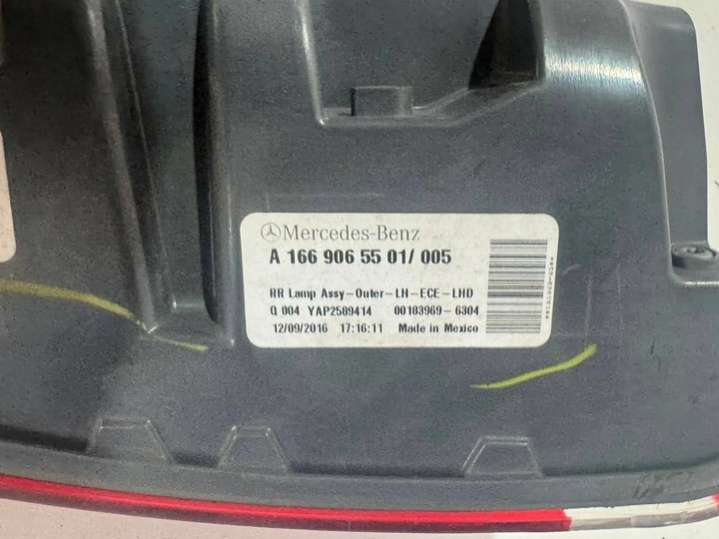 Mercedes-Benz
A 166 906 55 01/ 005
RR Lamp Assy-Outer-LH-ECE-LHD
Q 004 YAP2589414 00183969- 6304
12/09/2016 17:16:11 Made in Mexico